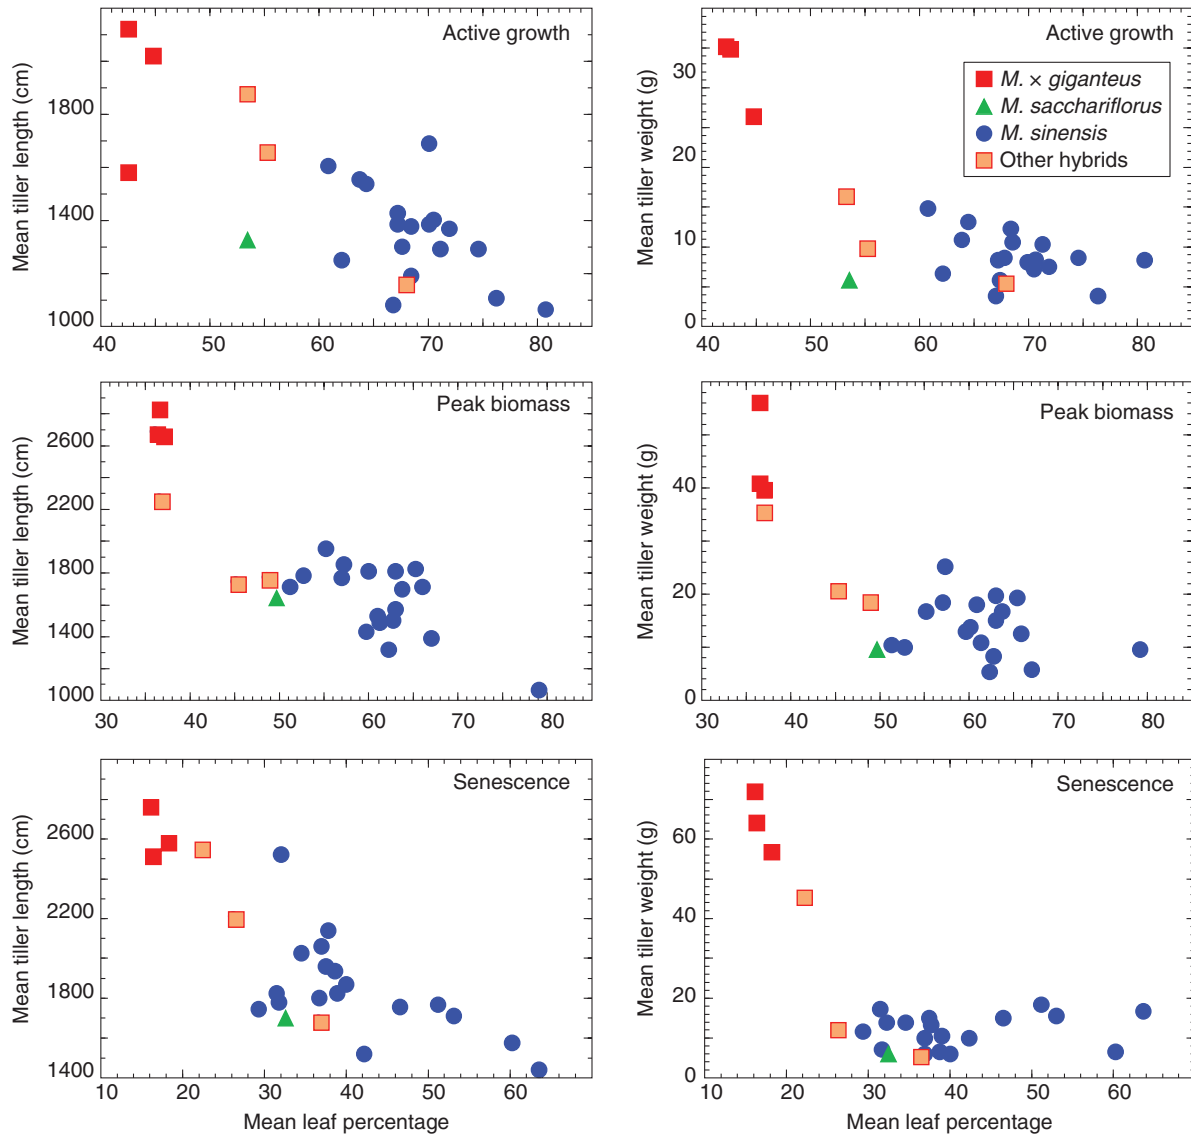 Active growth
Mean tiller length (cm)
1800
1400
1000
40 50 60 70 80
Active growth
Mean tiller weight (g)
30
30
20
10
0
40 50 60 70 80
M. × giganteus
M. sacchariflorus
M. sinensis
Other hybrids
Peak biomass
Mean tiller length (cm)
2600
2200
1800
1400
1000
30 40 50 60 70 80
Peak biomass
Mean tiller weight (g)
40
20
0
30 40 50 60 70 80
Senescence
Mean tiller length (cm)
2600
2200
1800
1400
10 20 30 40 50 60
Mean leaf percentage
Senescence
Mean tiller weight (g)
60
40
20
0
10 20 30 40 50 60
Mean leaf percentage